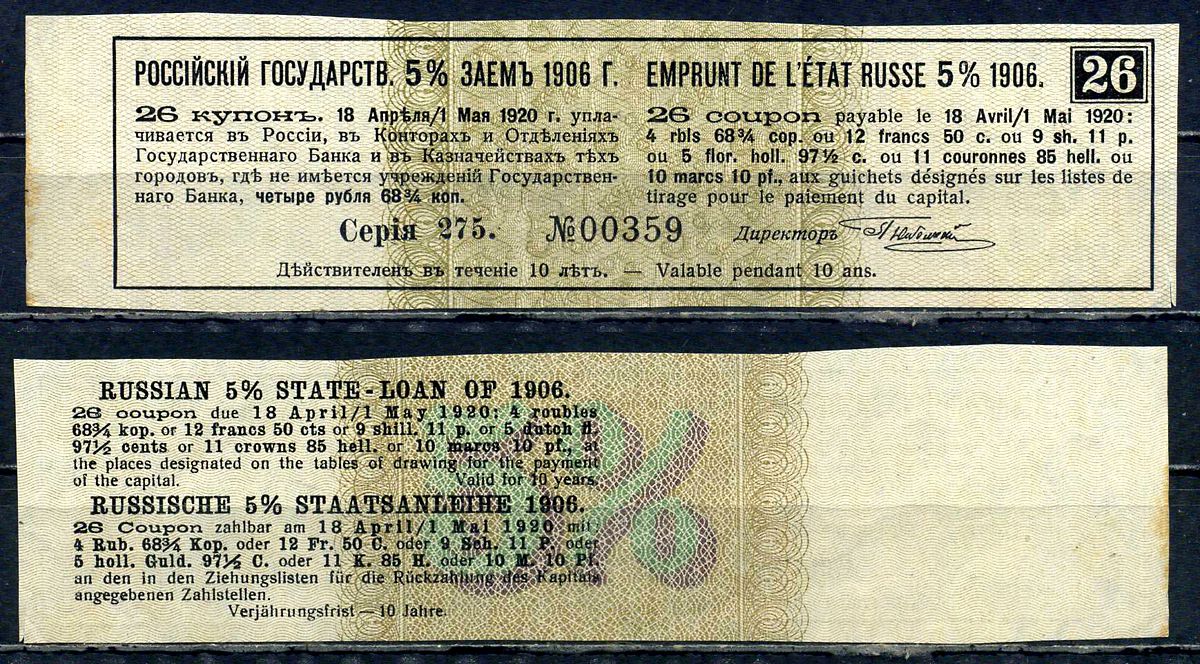 РОССІЙСКІЙ ГОСУДАРСТВ. 5% ЗАЕМЪ 1906 Г.
26 купонъ. 18 Апрѣля/1 Мая 1920 г. упла-
чивается въ Россіи, въ Конторахъ и Отдѣленіяхъ
Государственнаго Банка и въ Казначействахъ тѣхъ
городовъ, гдѣ не имѣется учрежденій Государствен-
наго Банка, четыре рубля 68¾ коп.
EMPRUNT DE L'ÉTAT RUSSE 5% 1906.
26
26 coupon payable le 18 Avril/1 Mai 1920:
4 rbls 68¾ cop. ou 12 francs 50 c. ou 9 sh. 11 p.
ou 5 flor. holl. 97½ c. ou 11 couronnes 85 hell. ou
10 marcs 10 pf., aux guichets désignés sur les listes de
tirage pour le paiement du capital.
Серія 275. №00359 Директоръ
Дѣйствителенъ въ теченіе 10 лѣтъ. — Valable pendant 10 ans.
RUSSIAN 5% STATE-LOAN OF 1906.
26 coupon due 18 April/1 May 1920: 4 roubles
68¾ kop. or 12 francs 50 cts or 9 shill. 11 p. or 5 dutch fl.
97½ cents or 11 crowns 85 hell. or 10 marcs 10 pf., at
the places designated on the tables of drawing for the payment
of the capital. Valid for 10 years.
RUSSISCHE 5% STAATSANLEIHE 1906.
26 Coupon zahlbar am 18 April/1 Mai 1920 mit
4 Rub. 68¾ Kop. oder 12 Fr. 50 C. oder 9 Sch. 11 P. oder
5 holl. Guld. 97½ C. oder 11 K. 85 H. oder 10 M. 10 Pf.
an den in den Ziehungslisten für die Rückzahlung des Kapitals
angegebenen Zahlstellen.
Verjährungsfrist — 10 Jahre.
5%